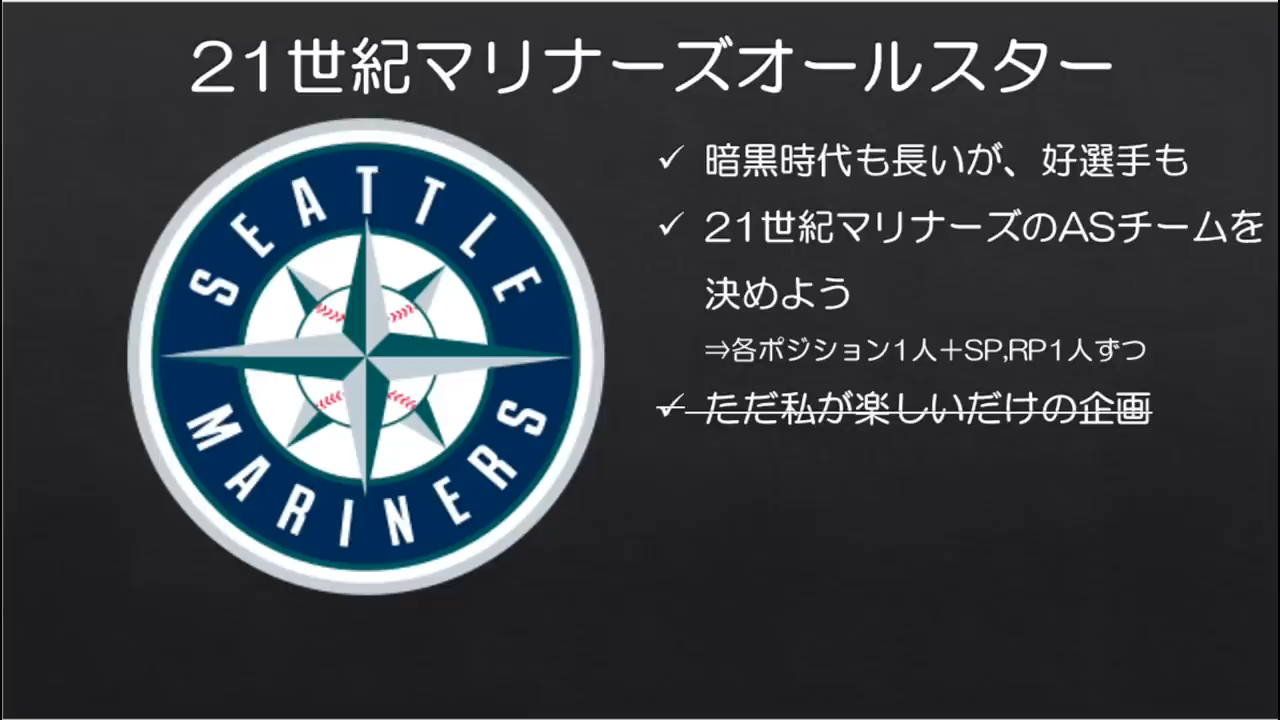 21世紀マリナーズオールスター
SEATTLE
MARINERS
✓ 暗黒時代も長いが、好選手も
✓ 21世紀マリナーズのASチームを
決めよう
⇒各ポジション1人+SP,RP1人ずつ
✓ ただ私が楽しいだけの企画